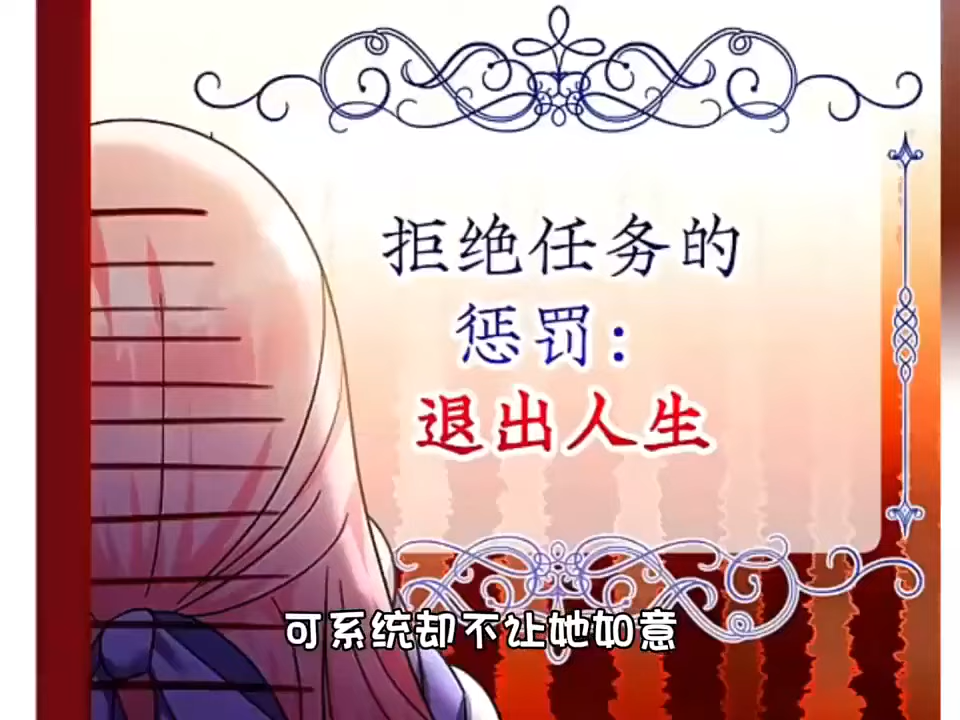 拒绝任务的
惩罚：
退出人生
可系统却不让她如意